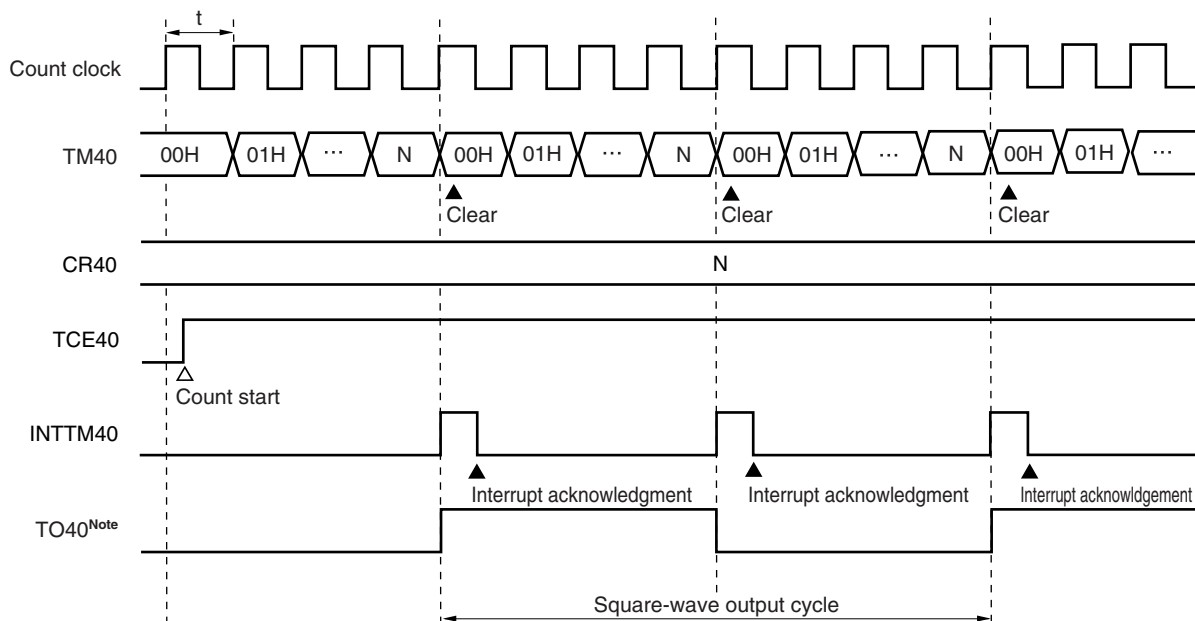 t
Count clock
TM40 00H 01H ... N 00H 01H ... N 00H 01H ... N 00H 01H ...
Clear Clear Clear
CR40 N
TCE40
Count start
INTTM40
Interrupt acknowledgment Interrupt acknowledgment Interrupt acknowldgement
TO40Note
Square-wave output cycle